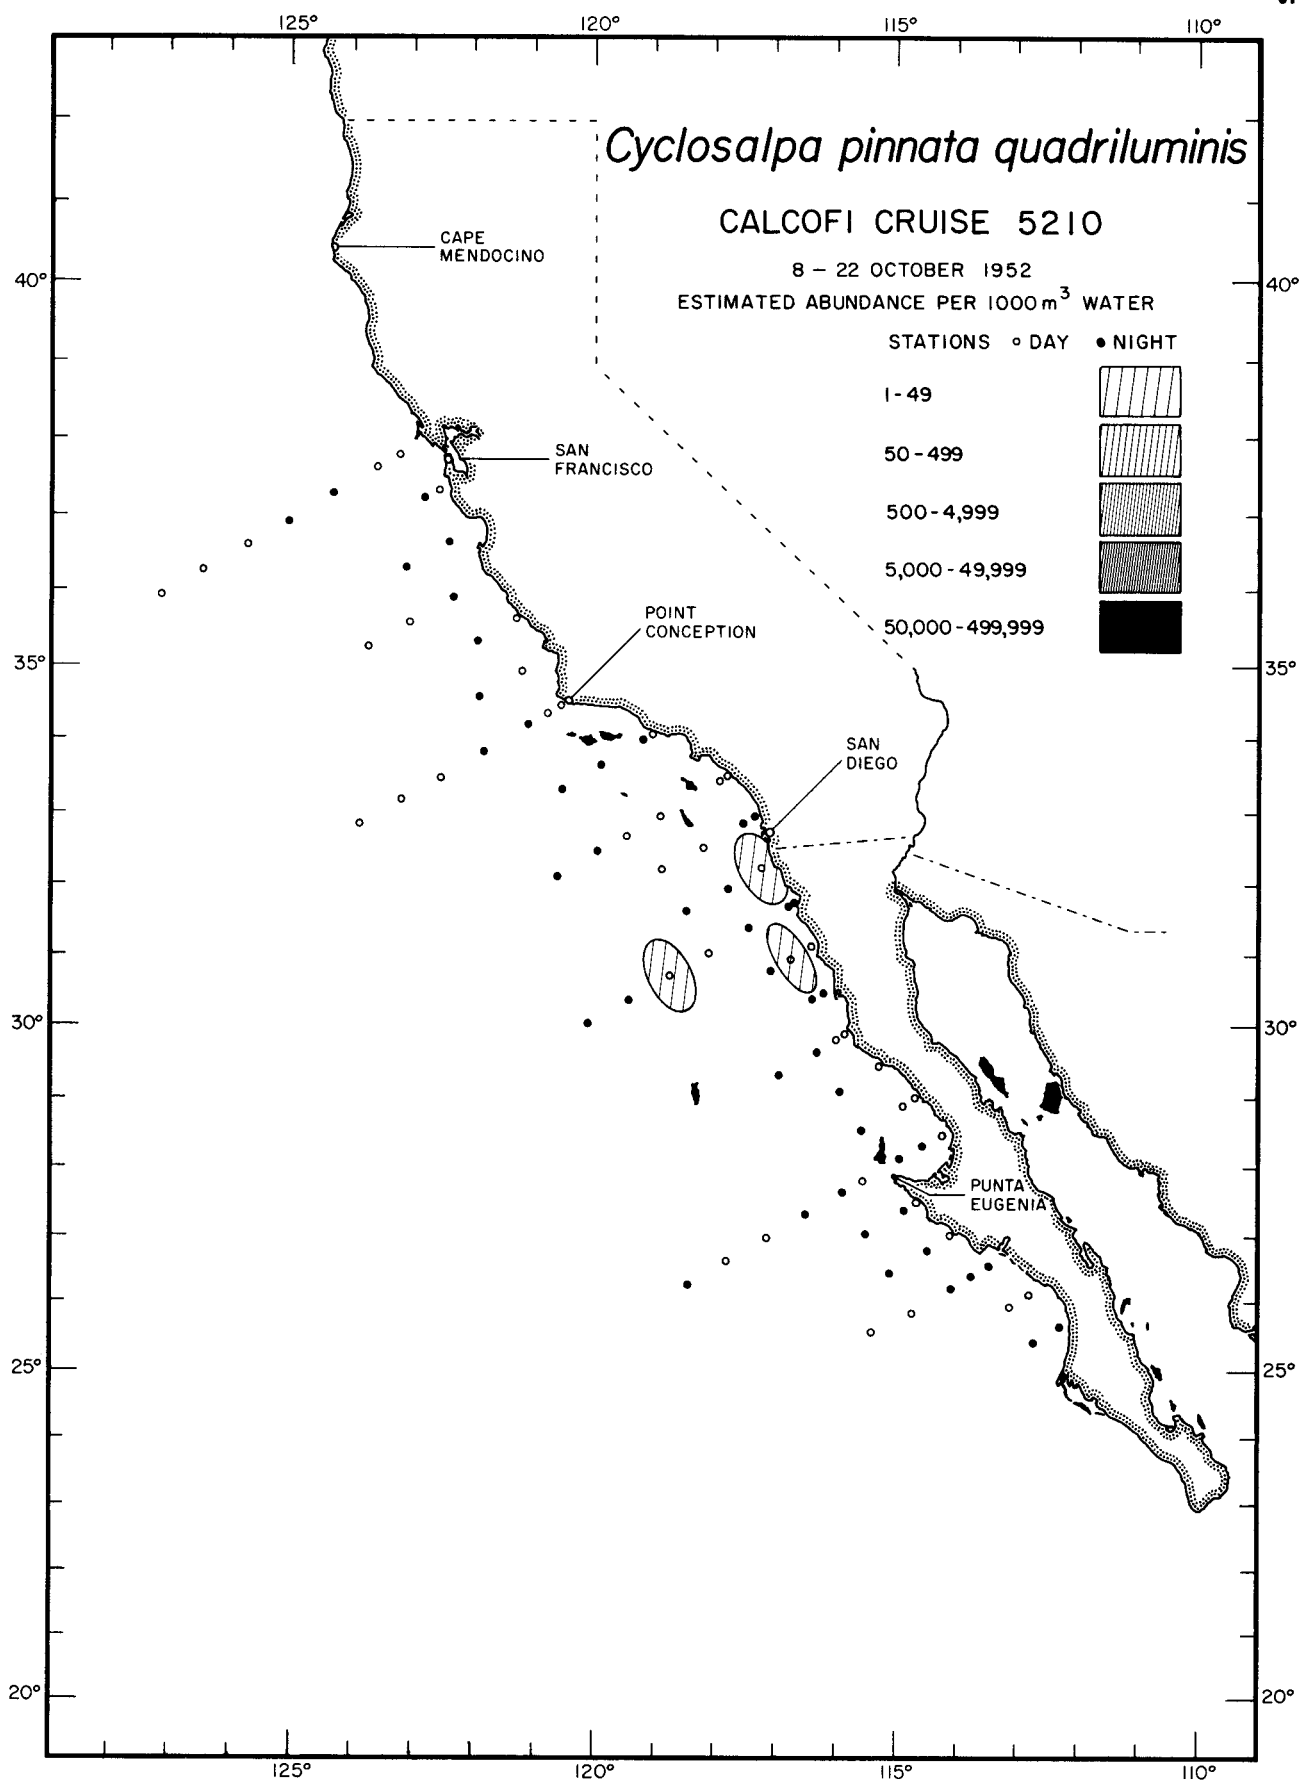 125° 120° 115° 110°
Cyclosalpa pinnata quadriluminis
CALCOFI CRUISE 5210
8 – 22 OCTOBER 1952
ESTIMATED ABUNDANCE PER 1000 m³ WATER
STATIONS ○ DAY ● NIGHT
1 - 49
50 - 499
500 - 4,999
5,000 - 49,999
50,000 - 499,999
CAPE
MENDOCINO
40° 40°
SAN
FRANCISCO
POINT
CONCEPTION
35° 35°
SAN
DIEGO
30° 30°
PUNTA
EUGENIA
25° 25°
20° 20°
125° 120° 115° 110°